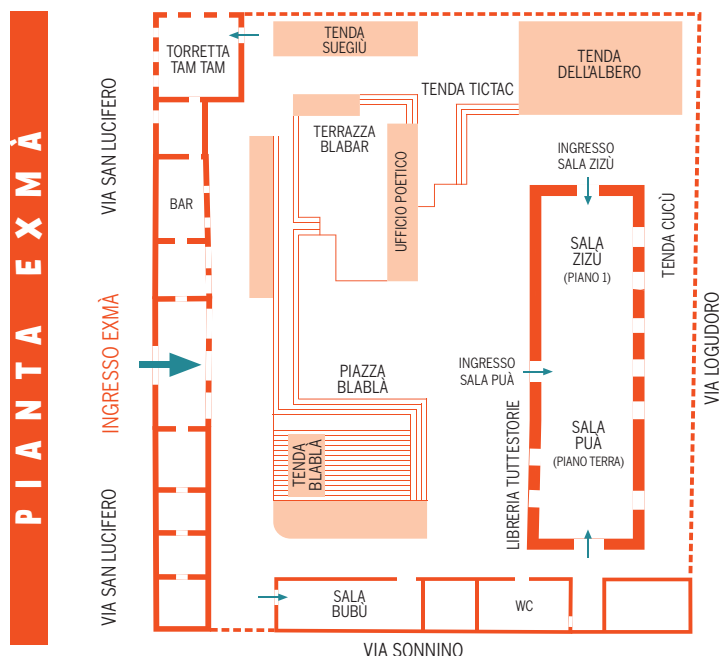 PIANTA EXMÀ
VIA SAN LUCIFERO
INGRESSO EXMÀ
VIA SAN LUCIFERO
TORRETTA
TAM TAM
BAR
TENDA
SUEGIÙ
TERRAZZA
BLABAR
UFFICIO POETICO
TENDA TICTAC
TENDA
DELL'ALBERO
INGRESSO
SALA ZIZÙ
SALA
ZIZÙ
(PIANO 1)
TENDA CUCÙ
VIA LOGUDORO
PIAZZA
BLABLÀ
INGRESSO
SALA PUÀ
SALA
PUÀ
(PIANO TERRA)
LIBRERIA TUTTESTORIE
TENDA
BLABLÀ
SALA
BUBÙ
WC
VIA SONNINO